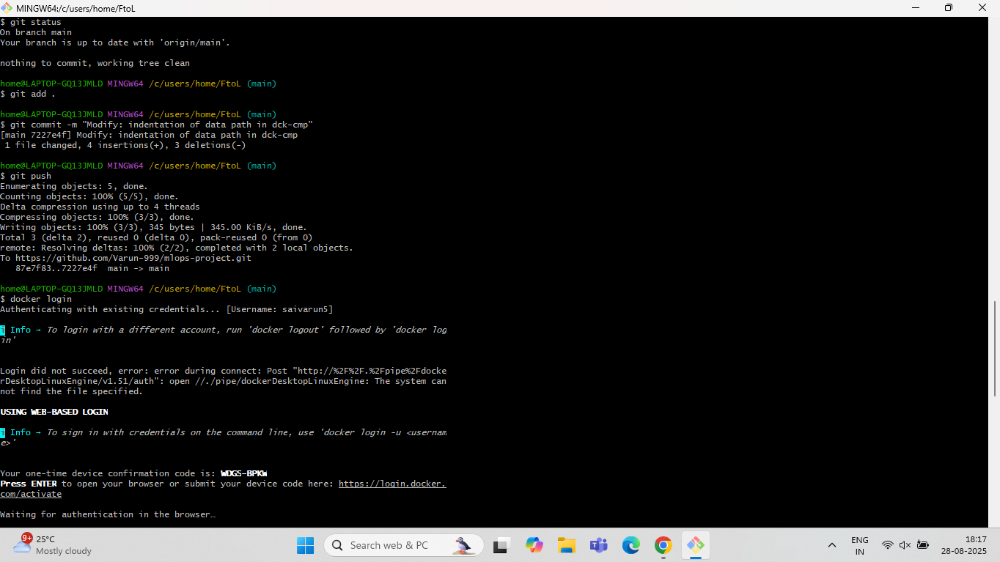 MINGW64:/c/users/home/FtoL
$ git status
On branch main
Your branch is up to date with 'origin/main'.
nothing to commit, working tree clean
home@LAPTOP-GQ13JMLD MINGW64 /c/users/home/FtoL (main)
$ git add .
home@LAPTOP-GQ13JMLD MINGW64 /c/users/home/FtoL (main)
$ git commit -m "Modify: indentation of data path in dck-cmp"
[main 7227e4f] Modify: indentation of data path in dck-cmp
 1 file changed, 4 insertions(+), 3 deletions(-)
home@LAPTOP-GQ13JMLD MINGW64 /c/users/home/FtoL (main)
$ git push
Enumerating objects: 5, done.
Counting objects: 100% (5/5), done.
Delta compression using up to 4 threads
Compressing objects: 100% (3/3), done.
Writing objects: 100% (3/3), 345 bytes | 345.00 KiB/s, done.
Total 3 (delta 2), reused 0 (delta 0), pack-reused 0 (from 0)
remote: Resolving deltas: 100% (2/2), completed with 2 local objects.
To https://github.com/Varun-999/mlops-project.git
   87e7f83..7227e4f  main -> main
home@LAPTOP-GQ13JMLD MINGW64 /c/users/home/FtoL (main)
$ docker login
Authenticating with existing credentials... [Username: saivarun5]
i Info → To login with a different account, run 'docker logout' followed by 'docker log
in'
Login did not succeed, error: error during connect: Post "http://%2F%2F.%2Fpipe%2Fdocke
rDesktopLinuxEngine/v1.51/auth": open //./pipe/dockerDesktopLinuxEngine: The system can
not find the file specified.
USING WEB-BASED LOGIN
i Info → To sign in with credentials on the command line, use 'docker login -u <usernam
e>'
Your one-time device confirmation code is: WDGS-BPKW
Press ENTER to open your browser or submit your device code here: https://login.docker.
com/activate
Waiting for authentication in the browser…
9+
25°C
Mostly cloudy
Search web & PC
ENG
IN
18:17
28-08-2025